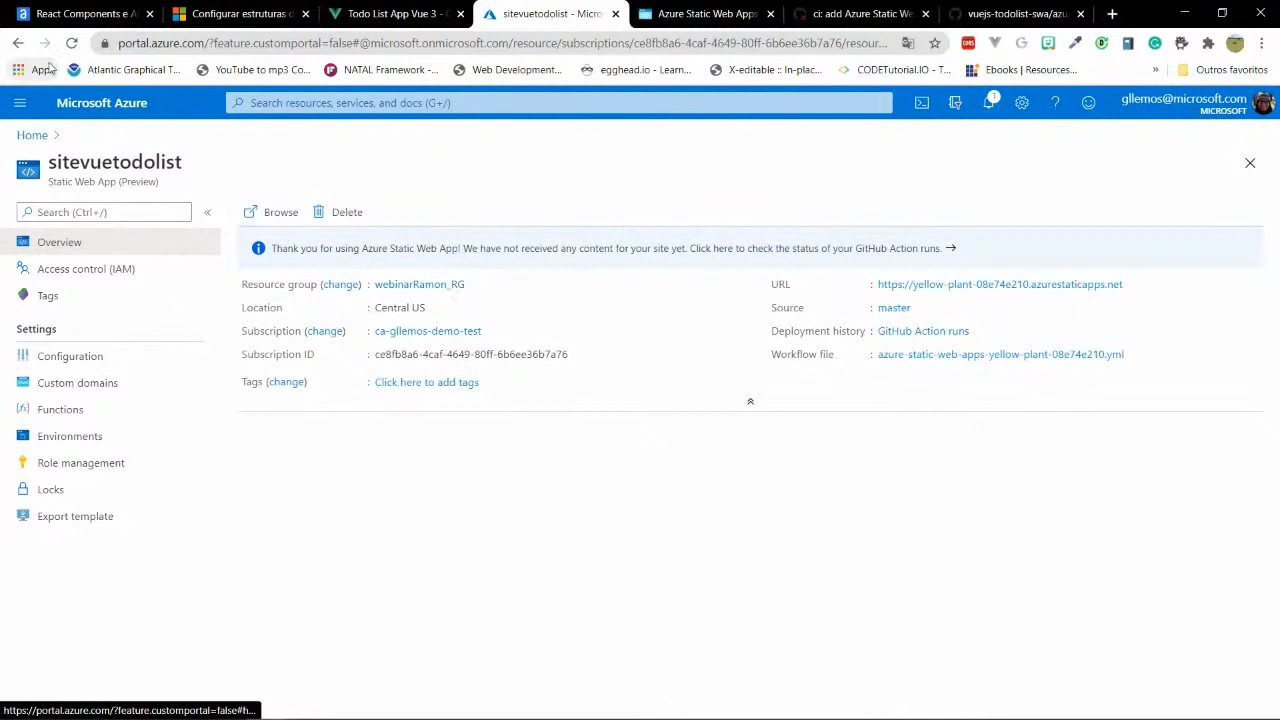 React Components e A
Configurar estruturas d
Todo List App Vue 3 - C
sitevuetodolist - Micro
Azure Static Web Apps
ci: add Azure Static We
vuejs-todolist-swa/azu
portal.azure.com/?feature.customportal=false#@microsoft.onmicrosoft.com/resource/subscriptions/ce8fb8a6-4caf-4649-80ff-6b6ee36b7a76/resour...
Apps
Atlantic Graphical T...
YouTube to mp3 Co...
NATAL Framework -...
Web Development...
egghead.io - Learn...
X-editable :: In-plac...
CODETutorial.IO - T...
Ebooks | Resources...
»
Outros favoritos
Microsoft Azure
Search resources, services, and docs (G+/)
1
gllemos@microsoft.com
MICROSOFT
Home >
sitevuetodolist
Static Web App (Preview)
Search (Ctrl+/)
«
Browse
Delete
Overview
Access control (IAM)
Tags
Settings
Configuration
Custom domains
Functions
Environments
Role management
Locks
Export template
Thank you for using Azure Static Web App! We have not received any content for your site yet. Click here to check the status of your GitHub Action runs. →
Resource group (change) : webinarRamon_RG
Location : Central US
Subscription (change) : ca-gllemos-demo-test
Subscription ID : ce8fb8a6-4caf-4649-80ff-6b6ee36b7a76
Tags (change) : Click here to add tags
URL : https://yellow-plant-08e74e210.azurestaticapps.net
Source : master
Deployment history : GitHub Action runs
Workflow file : azure-static-web-apps-yellow-plant-08e74e210.yml
https://portal.azure.com/?feature.customportal=false#h...